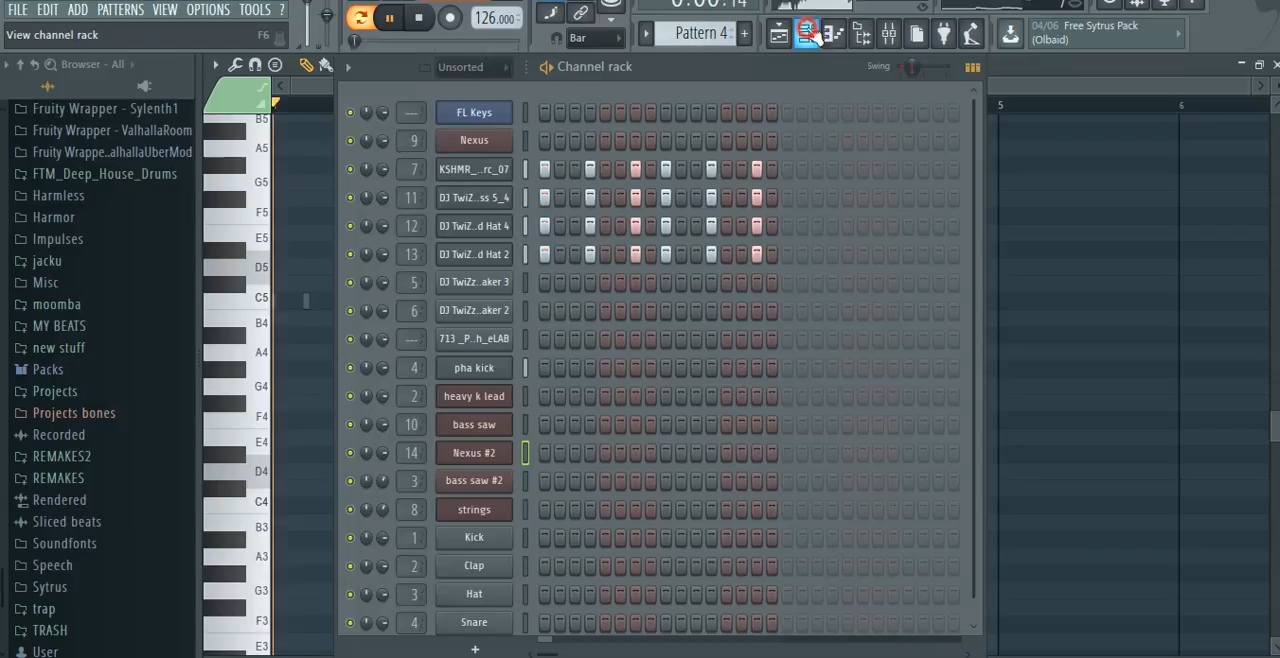 FILE EDIT ADD PATTERNS VIEW OPTIONS TOOLS ?
View channel rack F6
126.000
Bar
Pattern 4 +
04/06 Free Sytrus Pack
(Olbaid)
Browser - All
Unsorted
Channel rack
Swing
Fruity Wrapper - Sylenth1
Fruity Wrapper - ValhallaRoom
Fruity Wrappe..alhallaUberMod
FTM_Deep_House_Drums
Harmless
Harmor
Impulses
jacku
Misc
moomba
MY BEATS
new stuff
Packs
Projects
Projects bones
Recorded
REMAKES2
REMAKES
Rendered
Sliced beats
Soundfonts
Speech
Sytrus
trap
TRASH
User
B5
A5
G5
F5
E5
D5
C5
B4
A4
G4
F4
E4
D4
C4
B3
A3
G3
F3
E3
--- FL Keys
9 Nexus
7 KSHMR_..rc_07
11 DJ TwiZ..ss 5_4
12 DJ TwiZ..d Hat 4
13 DJ TwiZ..d Hat 2
5 DJ TwiZz..aker 3
6 DJ TwiZz..aker 2
--- 713 _P..h_eLAB
4 pha kick
2 heavy k lead
10 bass saw
14 Nexus #2
3 bass saw #2
8 strings
1 Kick
2 Clap
3 Hat
4 Snare
+
5 6